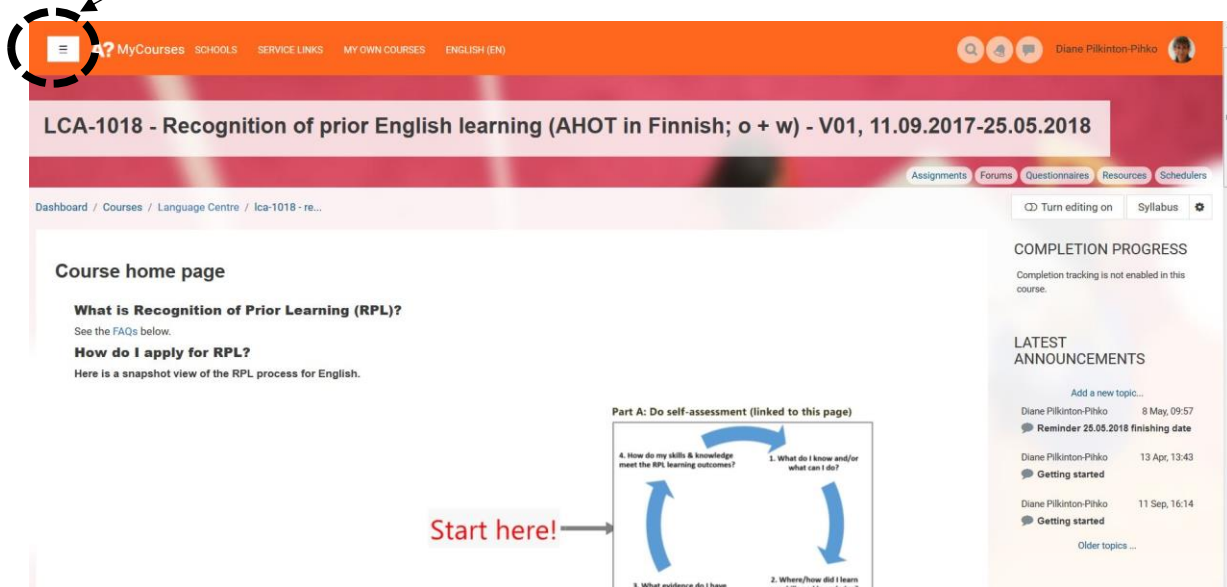 A? MyCourses SCHOOLS SERVICE LINKS MY OWN COURSES ENGLISH (EN) Diane Pilkinton-Pihko
LCA-1018 - Recognition of prior English learning (AHOT in Finnish; o + w) - V01, 11.09.2017-25.05.2018
Assignments Forums Questionnaires Resources Schedulers
Dashboard / Courses / Language Centre / lca-1018 - re...
Turn editing on Syllabus
Course home page
What is Recognition of Prior Learning (RPL)?
See the FAQs below.
How do I apply for RPL?
Here is a snapshot view of the RPL process for English.
Part A: Do self-assessment (linked to this page)
4. How do my skills & knowledge
meet the RPL learning outcomes?
1. What do I know and/or
what can I do?
Start here!
2. Where/how did I learn
3. What evidence do I have
COMPLETION PROGRESS
Completion tracking is not enabled in this
course.
LATEST
ANNOUNCEMENTS
Add a new topic...
Diane Pilkinton-Pihko 8 May, 09:57
Reminder 25.05.2018 finishing date
Diane Pilkinton-Pihko 13 Apr, 13:43
Getting started
Diane Pilkinton-Pihko 11 Sep, 16:14
Getting started
Older topics ...